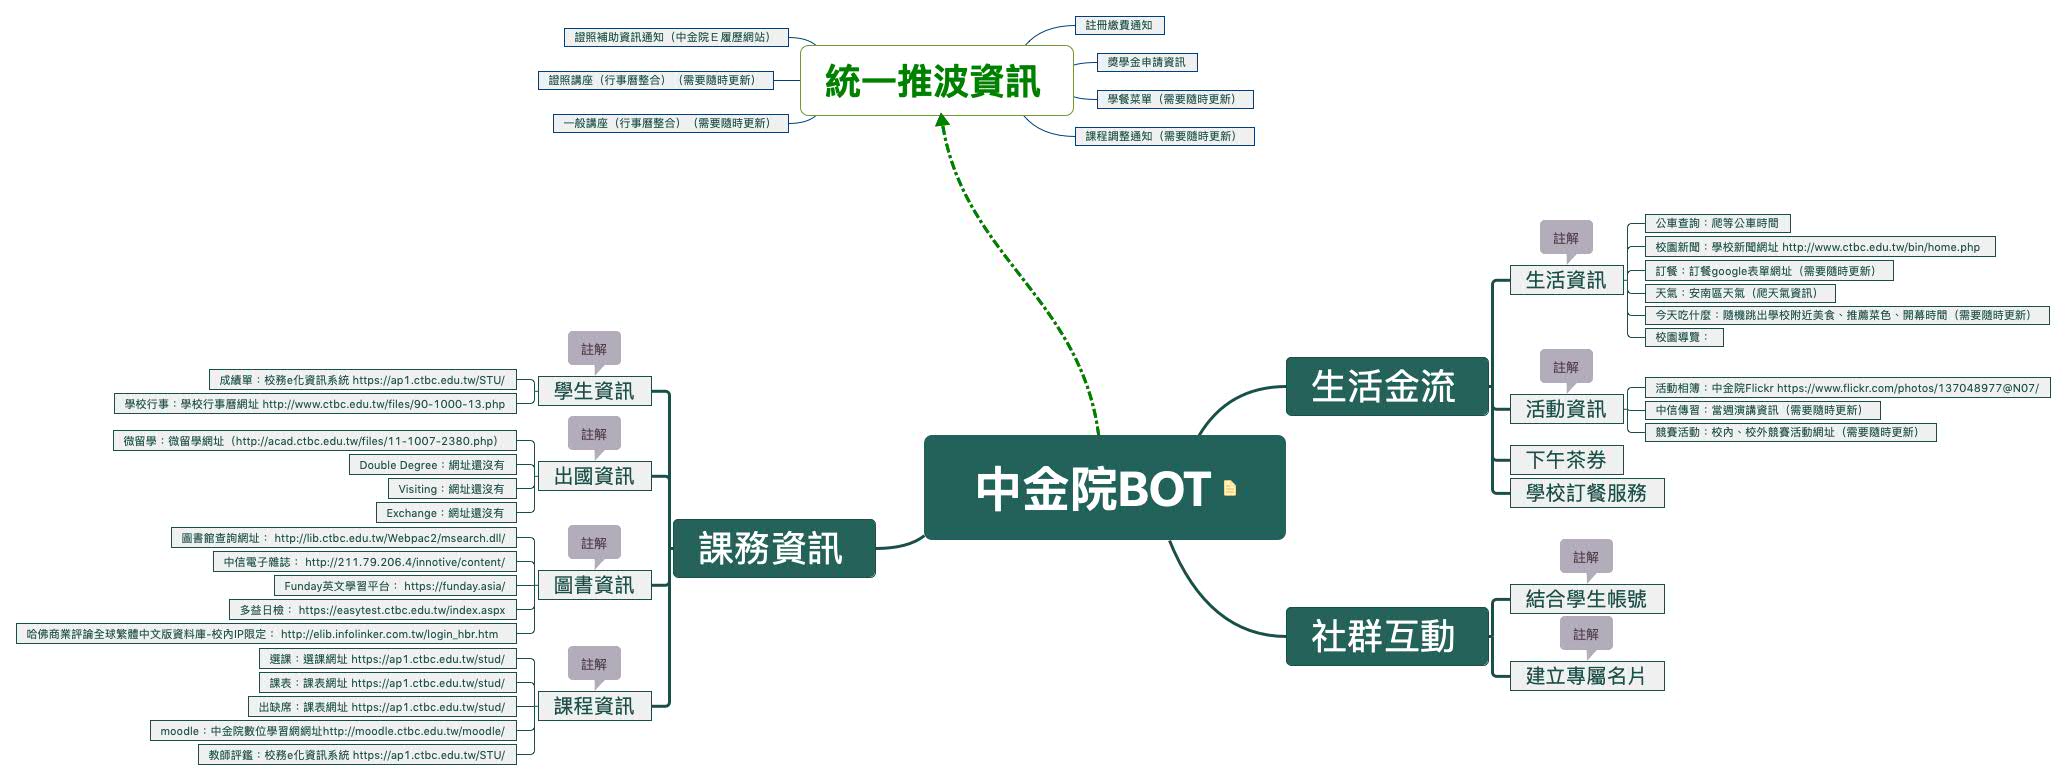 證照補助資訊通知（中金院Ｅ履歷網站）
證照講座（行事曆整合）（需要隨時更新）
一般講座（行事曆整合）（需要隨時更新）
統一推波資訊
註冊繳費通知
獎學金申請資訊
學餐菜單（需要隨時更新）
課程調整通知（需要隨時更新）
中金院BOT
課務資訊
註解
學生資訊
成績單：校務e化資訊系統 https://ap1.ctbc.edu.tw/STU/
學校行事：學校行事曆網址 http://www.ctbc.edu.tw/files/90-1000-13.php
註解
出國資訊
微留學：微留學網址（http://acad.ctbc.edu.tw/files/11-1007-2380.php）
Double Degree：網址還沒有
Visiting：網址還沒有
Exchange：網址還沒有
註解
圖書資訊
圖書館查詢網址： http://lib.ctbc.edu.tw/Webpac2/msearch.dll/
中信電子雜誌： http://211.79.206.4/innotive/content/
Funday英文學習平台： https://funday.asia/
多益日檢： https://easytest.ctbc.edu.tw/index.aspx
哈佛商業評論全球繁體中文版資料庫-校內IP限定： http://elib.infolinker.com.tw/login_hbr.htm
註解
課程資訊
選課：選課網址 https://ap1.ctbc.edu.tw/stud/
課表：課表網址 https://ap1.ctbc.edu.tw/stud/
出缺席：課表網址 https://ap1.ctbc.edu.tw/stud/
moodle：中金院數位學習網網址http://moodle.ctbc.edu.tw/moodle/
教師評鑑：校務e化資訊系統 https://ap1.ctbc.edu.tw/STU/
生活金流
註解
生活資訊
公車查詢：爬等公車時間
校園新聞：學校新聞網址 http://www.ctbc.edu.tw/bin/home.php
訂餐：訂餐google表單網址（需要隨時更新）
天氣：安南區天氣（爬天氣資訊）
今天吃什麼：隨機跳出學校附近美食、推薦菜色、開幕時間（需要隨時更新）
校園導覽：
註解
活動資訊
活動相薄：中金院Flickr https://www.flickr.com/photos/137048977@N07/
中信傳習：當週演講資訊（需要隨時更新）
競賽活動：校內、校外競賽活動網址（需要隨時更新）
下午茶券
學校訂餐服務
社群互動
註解
結合學生帳號
註解
建立專屬名片